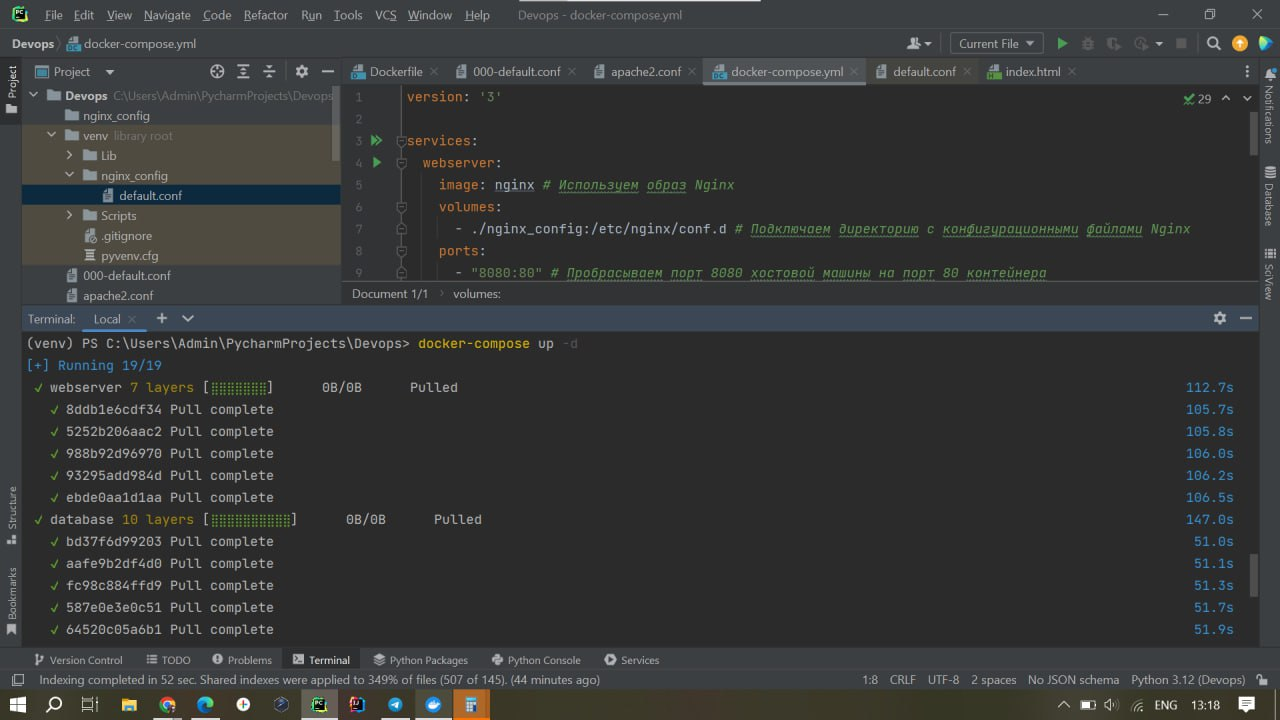 File Edit View Navigate Code Refactor Run Tools VCS Window Help Devops - docker-compose.yml
Devops docker-compose.yml Current File
Project Dockerfile 000-default.conf apache2.conf docker-compose.yml default.conf index.html
Devops C:\Users\Admin\PycharmProjects\Devops
nginx_config
venv library root
Lib
nginx_config
default.conf
Scripts
.gitignore
pyvenv.cfg
000-default.conf
apache2.conf
1 version: '3'
29
2
3 services:
4 webserver:
5 image: nginx # Используем образ Nginx
6 volumes:
7 - ./nginx_config:/etc/nginx/conf.d # Подключаем директорию с конфигурационными файлами Nginx
8 ports:
9 - "8080:80" # Пробрасываем порт 8080 хостовой машины на порт 80 контейнера
Document 1/1 volumes:
Project
Structure
Bookmarks
Notifications
Database
SciView
Terminal: Local
(venv) PS C:\Users\Admin\PycharmProjects\Devops> docker-compose up -d
[+] Running 19/19
✓ webserver 7 layers [⣿⣿⣿⣿⣿⣿⣿] 0B/0B Pulled 112.7s
✓ 8ddb1e6cdf34 Pull complete 105.7s
✓ 5252b206aac2 Pull complete 105.8s
✓ 988b92d96970 Pull complete 106.0s
✓ 93295add984d Pull complete 106.2s
✓ ebde0aa1d1aa Pull complete 106.5s
✓ database 10 layers [⣿⣿⣿⣿⣿⣿⣿⣿⣿⣿] 0B/0B Pulled 147.0s
✓ bd37f6d99203 Pull complete 51.0s
✓ aafe9b2df4d0 Pull complete 51.1s
✓ fc98c884ffd9 Pull complete 51.3s
✓ 587e0e3e0c51 Pull complete 51.7s
✓ 64520c05a6b1 Pull complete 51.9s
Version Control TODO Problems Terminal Python Packages Python Console Services
Indexing completed in 52 sec. Shared indexes were applied to 349% of files (507 of 145). (44 minutes ago) 1:8 CRLF UTF-8 2 spaces No JSON schema Python 3.12 (Devops)
ENG 13:18